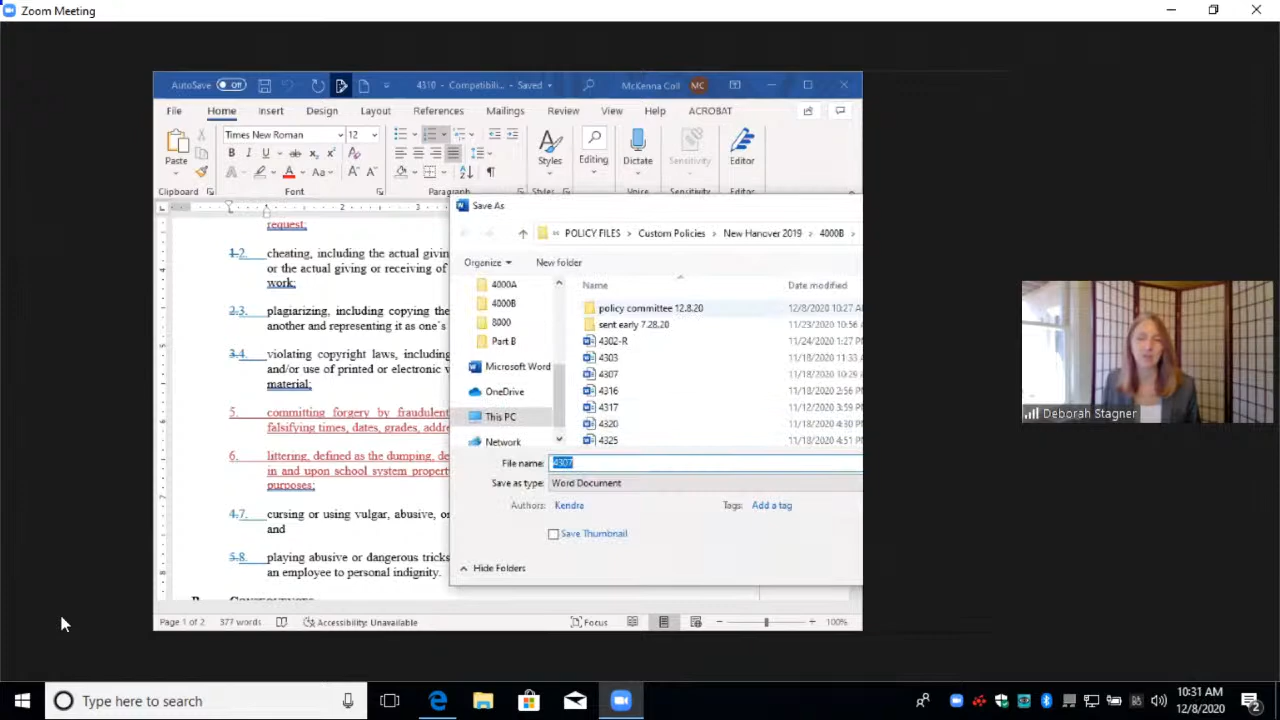 Zoom Meeting
AutoSave Off 4310 - Compatibili... - Saved McKenna Coll MC
File Home Insert Design Layout References Mailings Review View Help ACROBAT
Times New Roman 12
Paste Styles Editing Dictate Sensitivity Editor
B I U ab x₂ x² A
A A Aa A A
Clipboard Font Paragraph Styles Voice Sensitivity Editor
2 3
request;
1.2. cheating, including the actual givin
or the actual giving or receiving of
work;
2.3. plagiarizing, including copying the
another and representing it as one's
3.4. violating copyright laws, including
and/or use of printed or electronic
material;
5. committing forgery by fraudulent
falsifying times, dates, grades, addre
6. littering, defined as the dumping, de
in and upon school system property
purposes;
4.7. cursing or using vulgar, abusive, or
and
5.8. playing abusive or dangerous tricks
an employee to personal indignity.
Save As
POLICY FILES > Custom Policies > New Hanover 2019 > 4000B >
Organize New folder
4000A
4000B
8000
Part B
Microsoft Word
OneDrive
This PC
Network
Name Date modified
policy committee 12.8.20 12/8/2020 10:27 A
sent early 7.28.20 11/23/2020 10:56
4302-R 11/24/2020 1:27 P
4303 11/18/2020 11:33
4307 11/18/2020 10:29
4316 11/18/2020 2:56 P
4317 11/12/2020 3:59 P
4320 11/18/2020 4:30 P
4325 11/18/2020 4:51 P
File name: 4307
Save as type: Word Document
Authors: Kendra Tags: Add a tag
Save Thumbnail
Hide Folders
Page 1 of 2 377 words Accessibility: Unavailable Focus 100%
Deborah Stagner
Type here to search
10:31 AM
12/8/2020
2